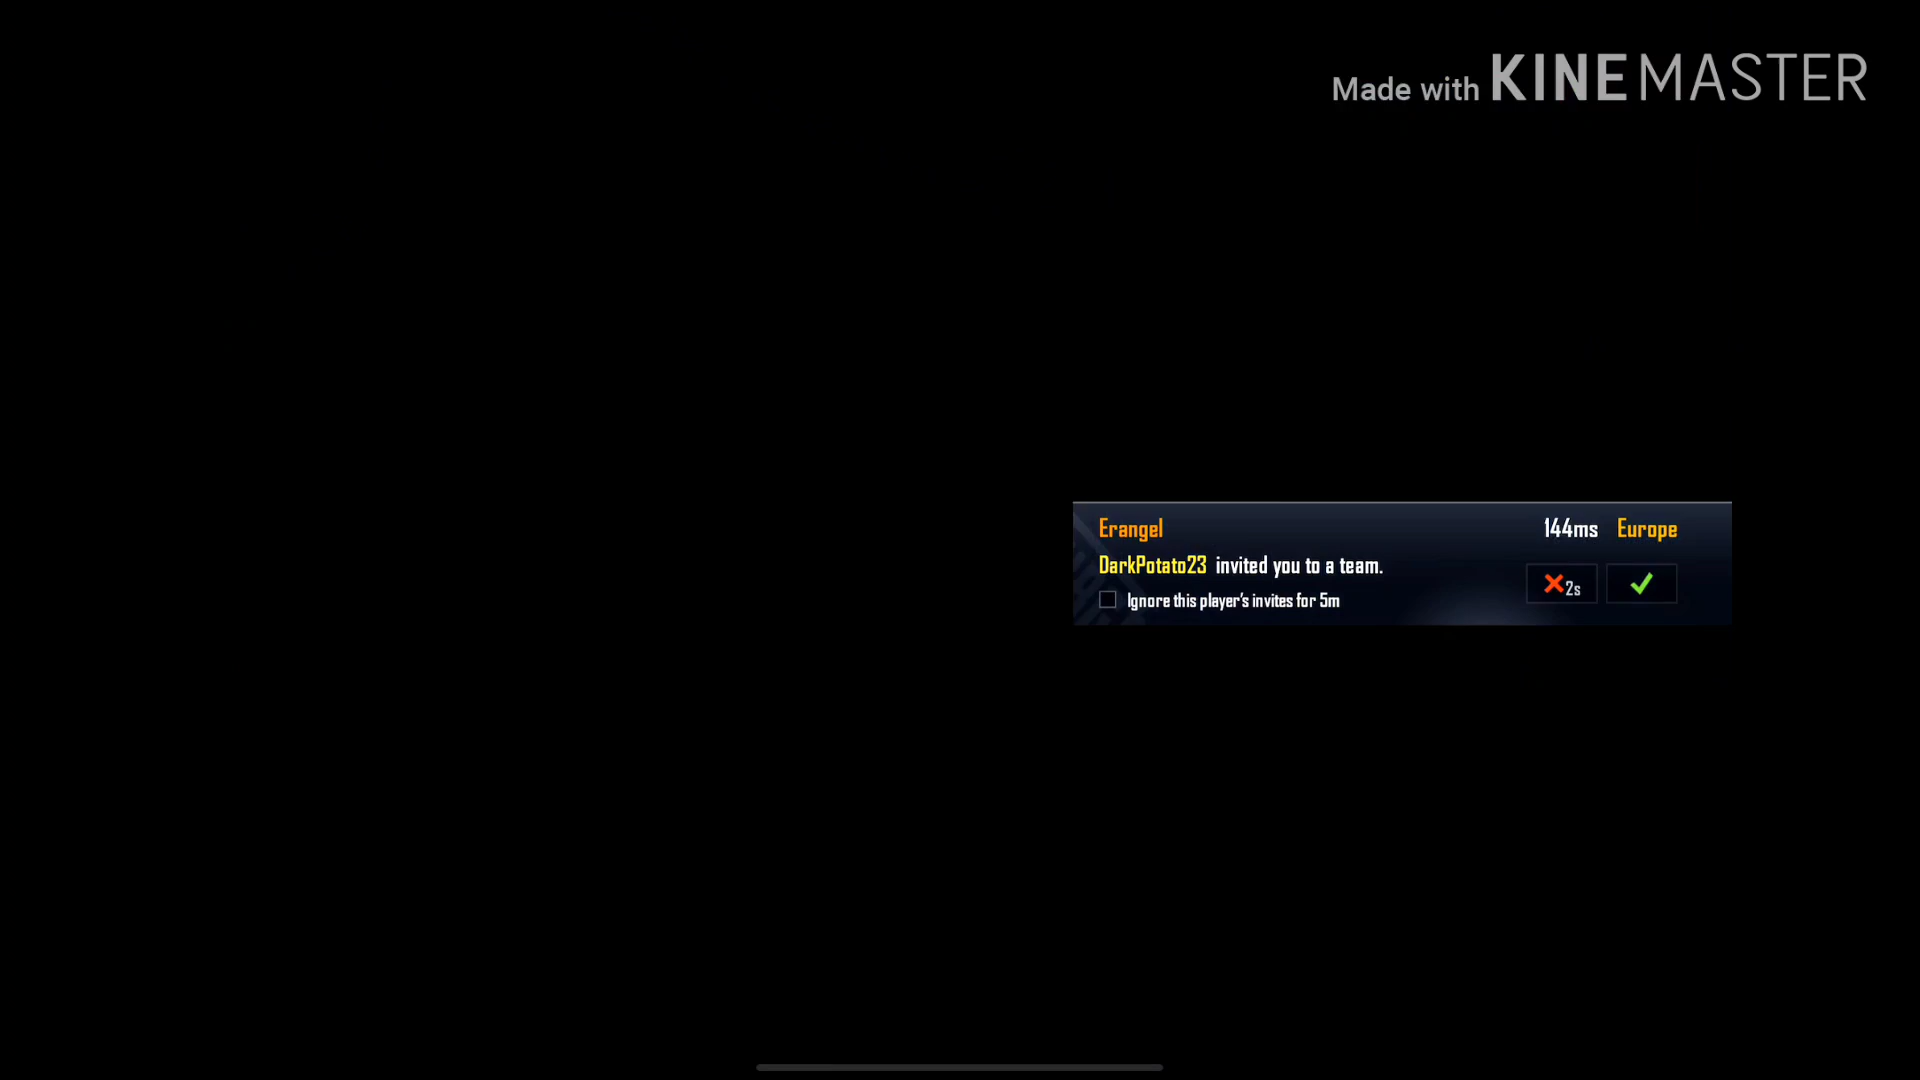 Made with KINEMASTER
Erangel 144ms Europe
DarkPotato23 invited you to a team.
2s
Ignore this player's invites for 5m